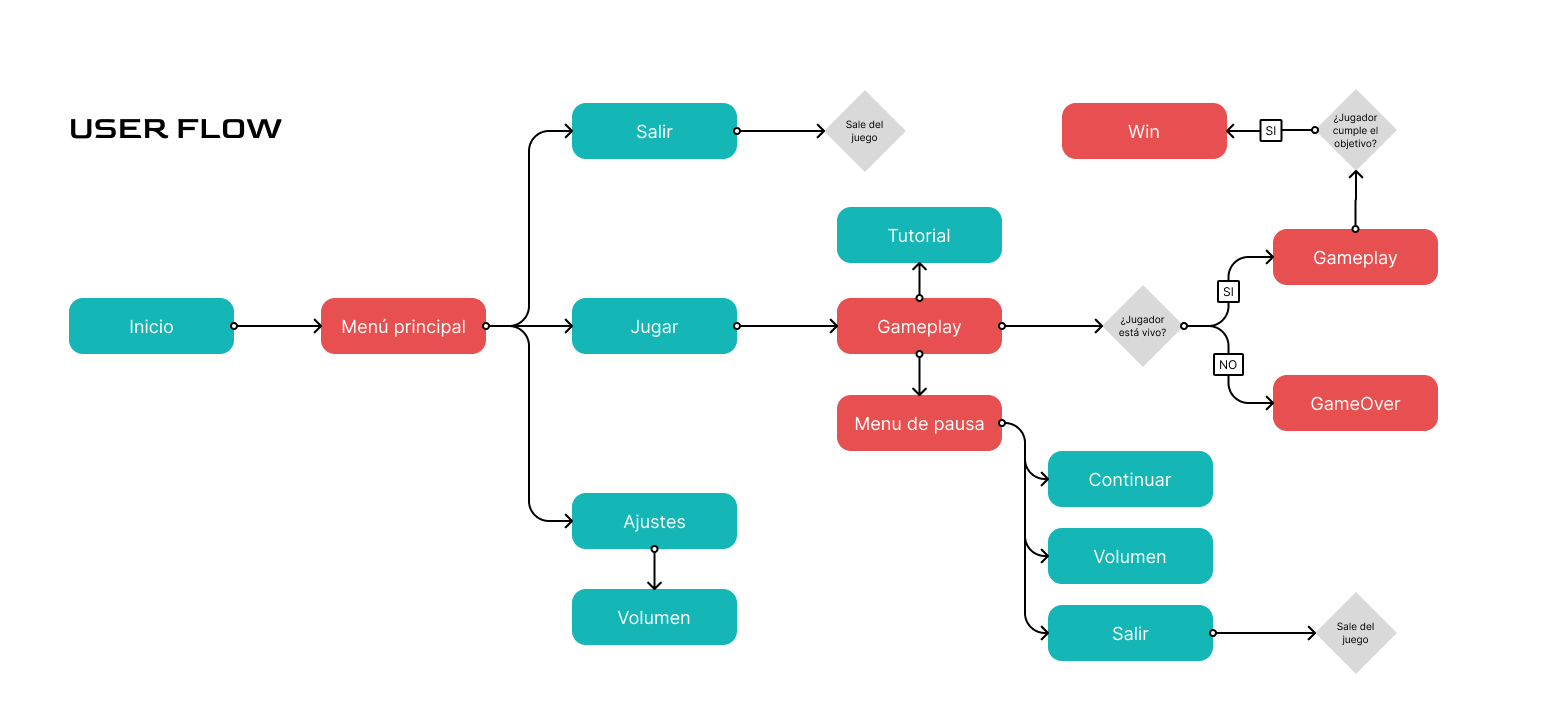 USER FLOW
Salir
Sale del
juego
Win
SI
¿Jugador
cumple el
objetivo?
Tutorial
Gameplay
SI
Inicio
Menú principal
Jugar
Gameplay
¿Jugador
está vivo?
NO
GameOver
Menu de pausa
Continuar
Ajustes
Volumen
Volumen
Salir
Sale del
juego